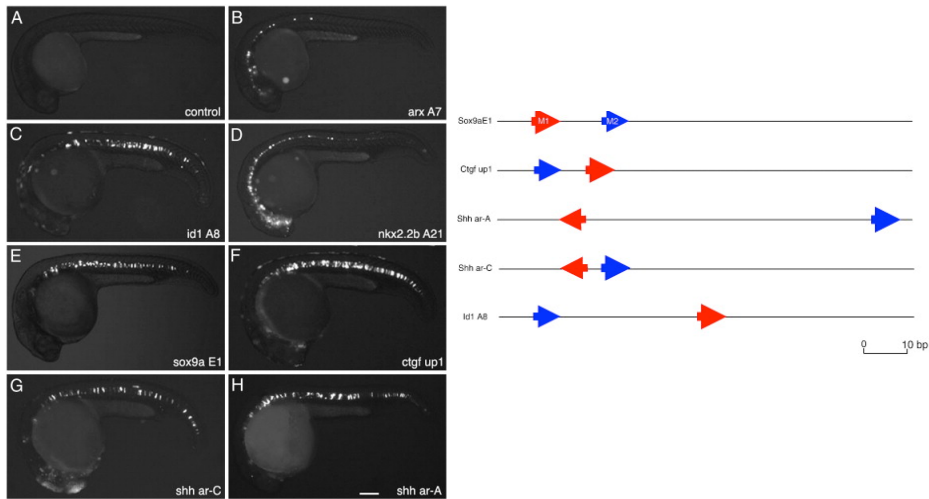 A
control
B
arx A7
C
id1 A8
D
nkx2.2b A21
E
sox9a E1
F
ctgf up1
G
shh ar-C
H
shh ar-A
Sox9aE1
M1
M2
Ctgf up1
Shh ar-A
Shh ar-C
Id1 A8
0 10 bp